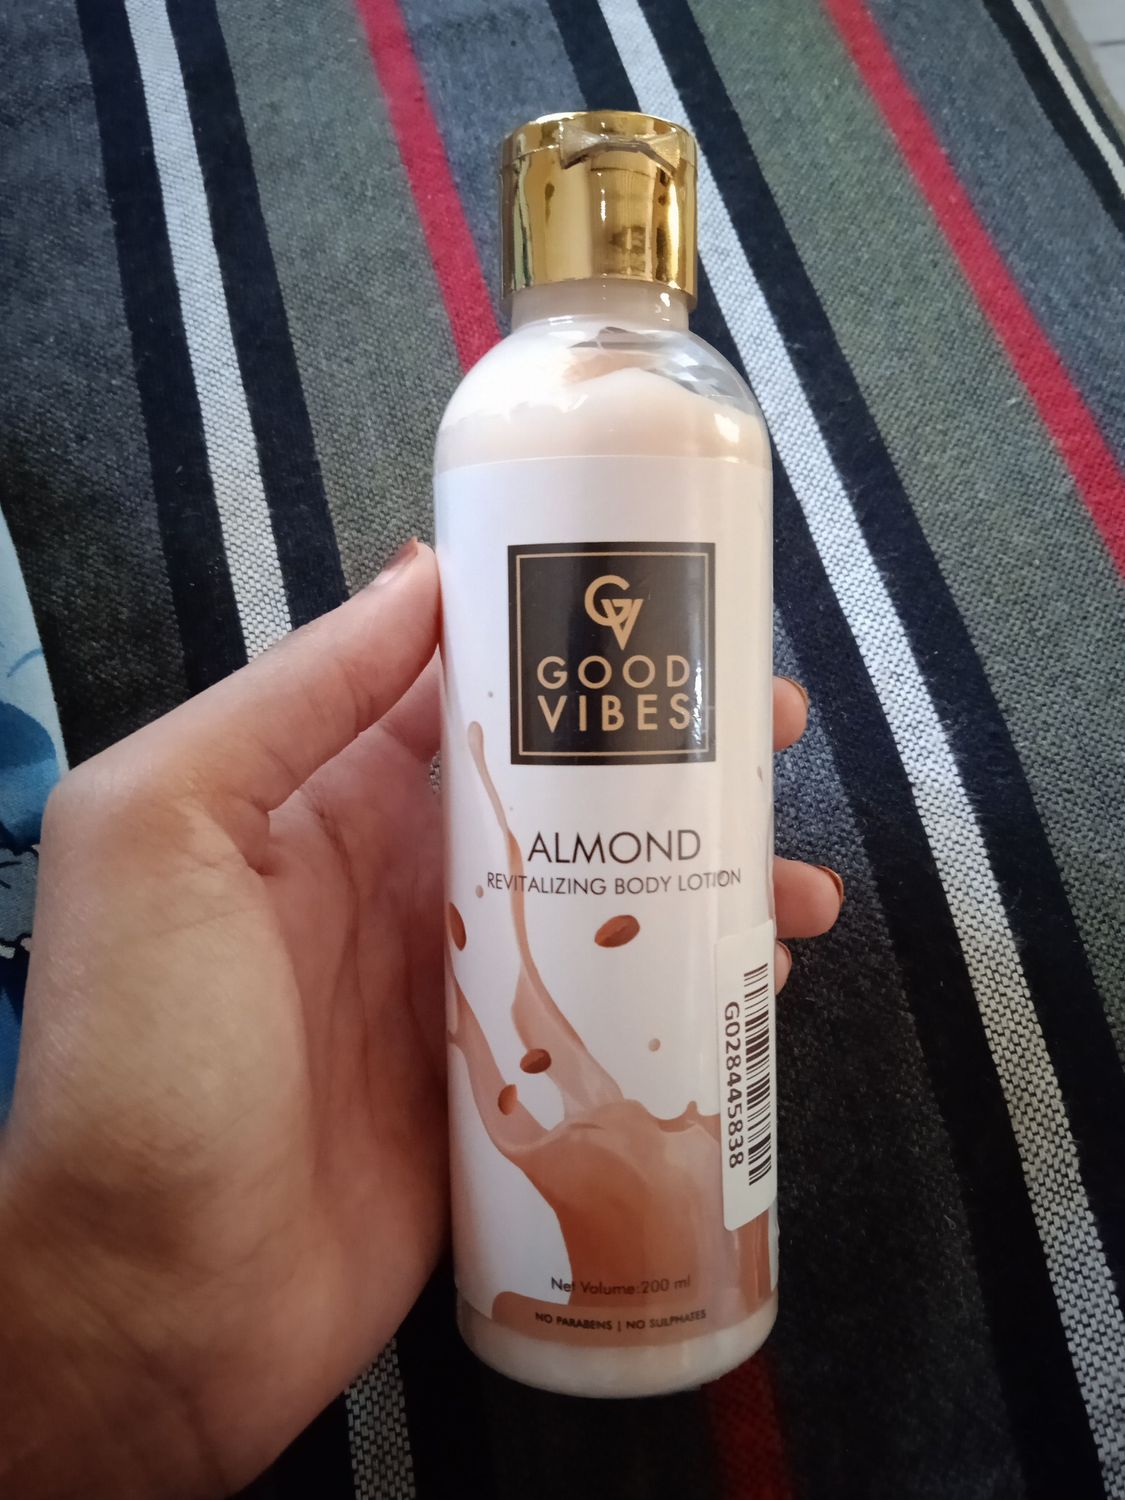 GV
GOOD
VIBES
ALMOND
REVITALIZING BODY LOTION
G028445838
Net Volume:200 ml
NO PARABENS | NO SULPHATES